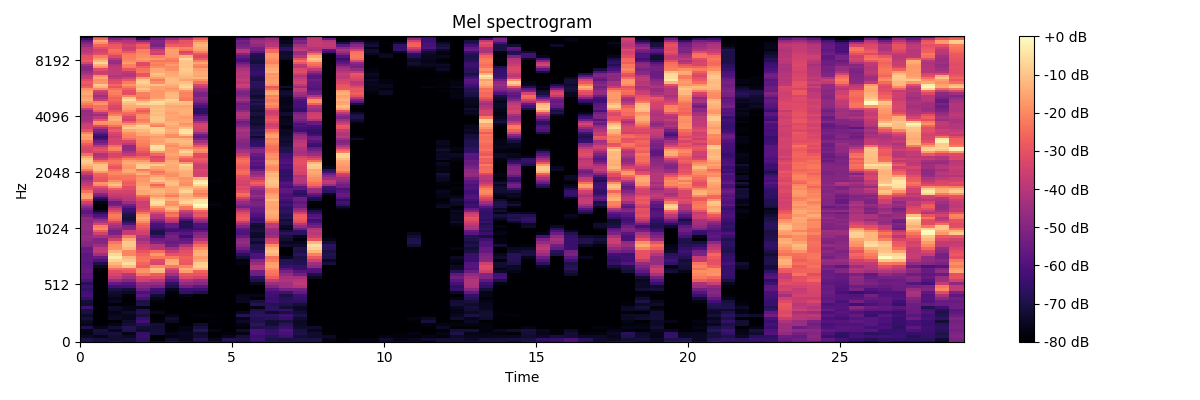 Mel spectrogram
8192
4096
2048
1024
512
0
Hz
0 5 10 15 20 25
Time
+0 dB
-10 dB
-20 dB
-30 dB
-40 dB
-50 dB
-60 dB
-70 dB
-80 dB